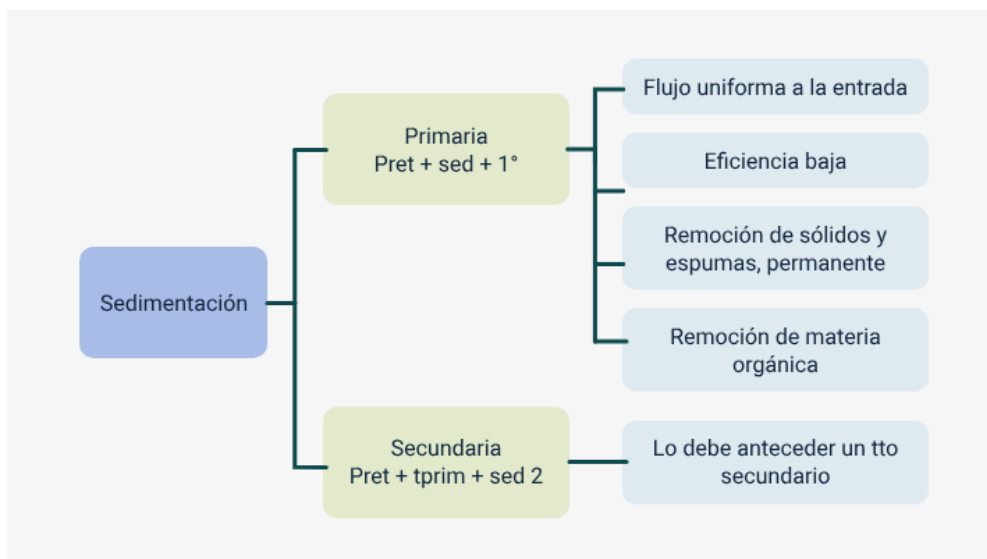 Sedimentación
Primaria
Pret + sed + 1°
Flujo uniforma a la entrada
Eficiencia baja
Remoción de sólidos y
espumas, permanente
Remoción de materia
orgánica
Secundaria
Pret + tprim + sed 2
Lo debe anteceder un tto
secundario